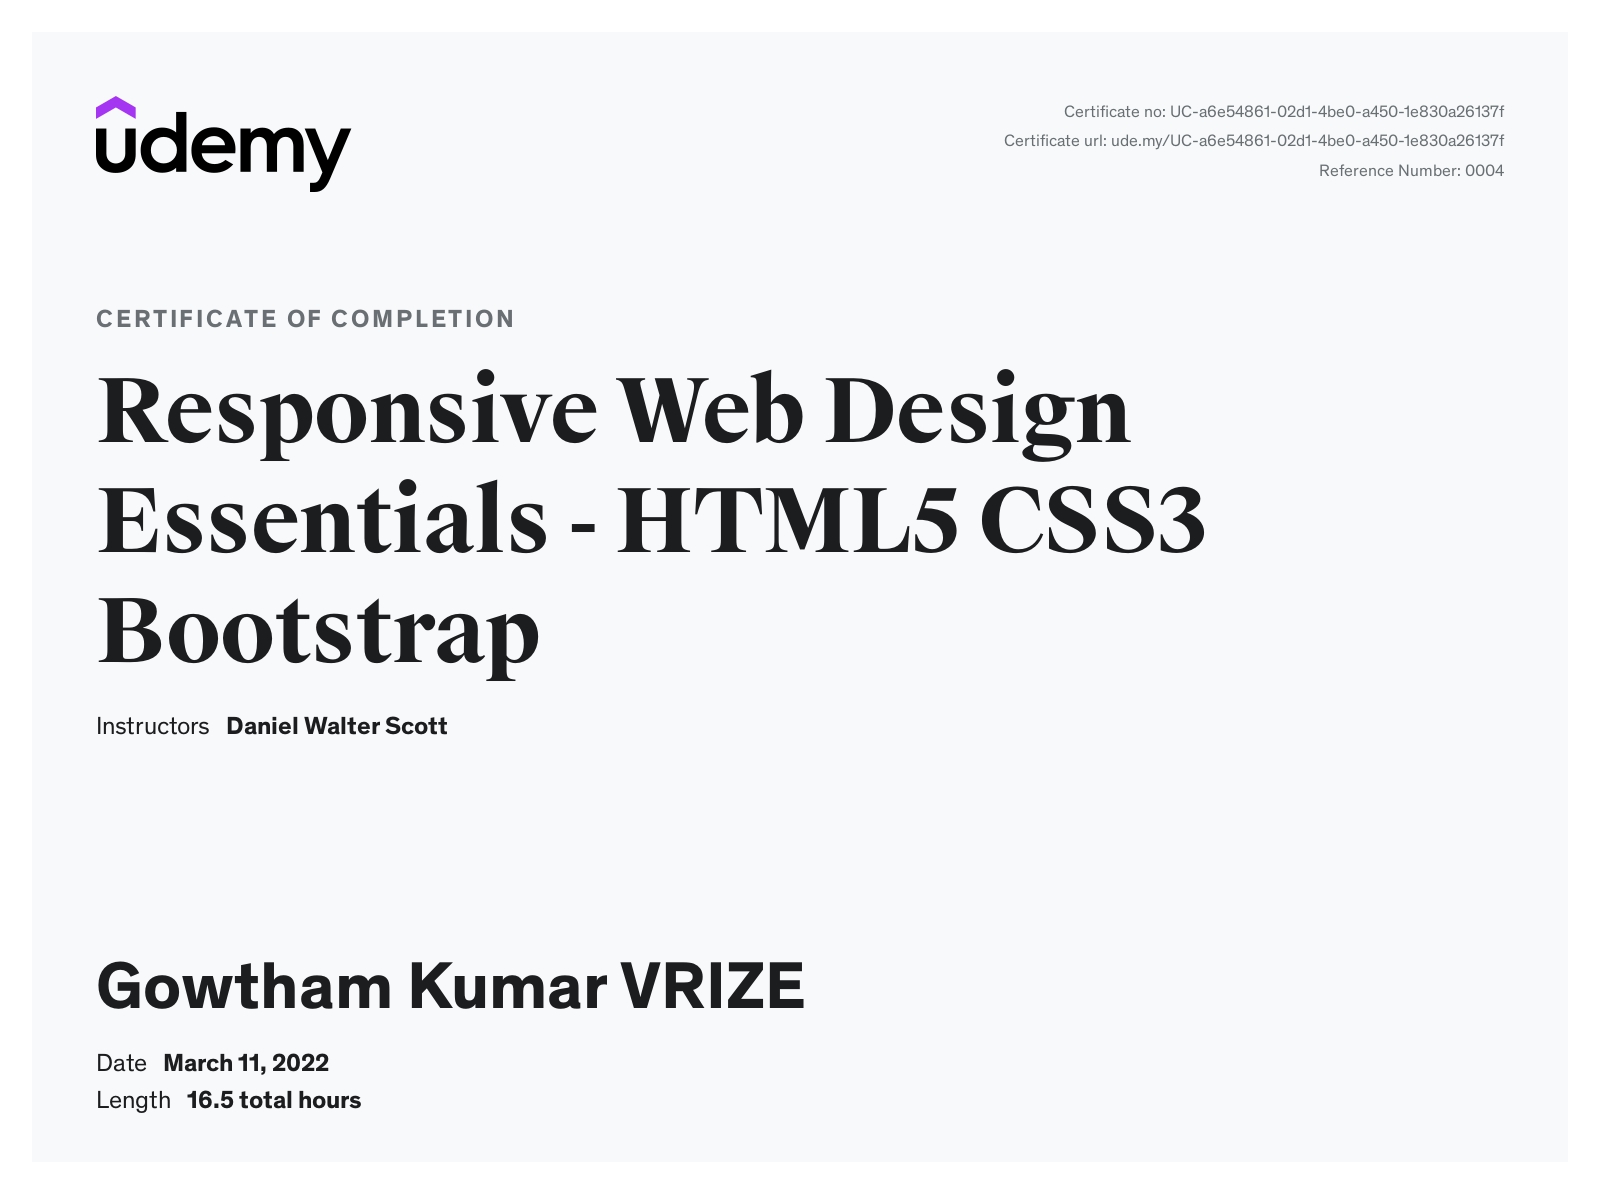 udemy
Certificate no: UC-a6e54861-02d1-4be0-a450-1e830a26137f
Certificate url: ude.my/UC-a6e54861-02d1-4be0-a450-1e830a26137f
Reference Number: 0004
CERTIFICATE OF COMPLETION
Responsive Web Design
Essentials - HTML5 CSS3
Bootstrap
Instructors Daniel Walter Scott
Gowtham Kumar VRIZE
Date March 11, 2022
Length 16.5 total hours